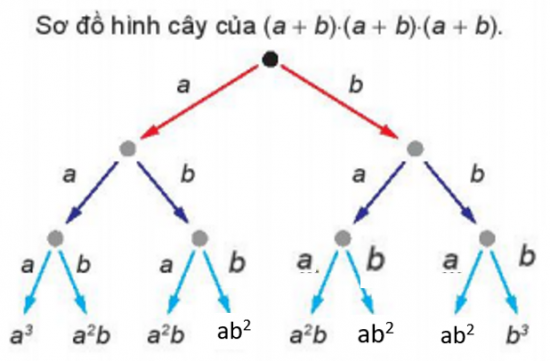 Sơ đồ hình cây của (a + b)·(a + b)·(a + b).
a b
a b a b
a b a b a b a b
a³ a²b a²b ab² a²b ab² ab² b³